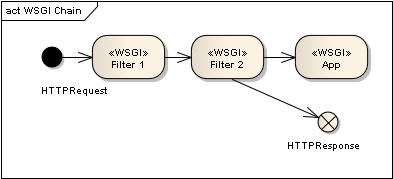 act WSGI Chain
«WSGI»
Filter 1
«WSGI»
Filter 2
«WSGI»
App
HTTPRequest
HTTPResponse